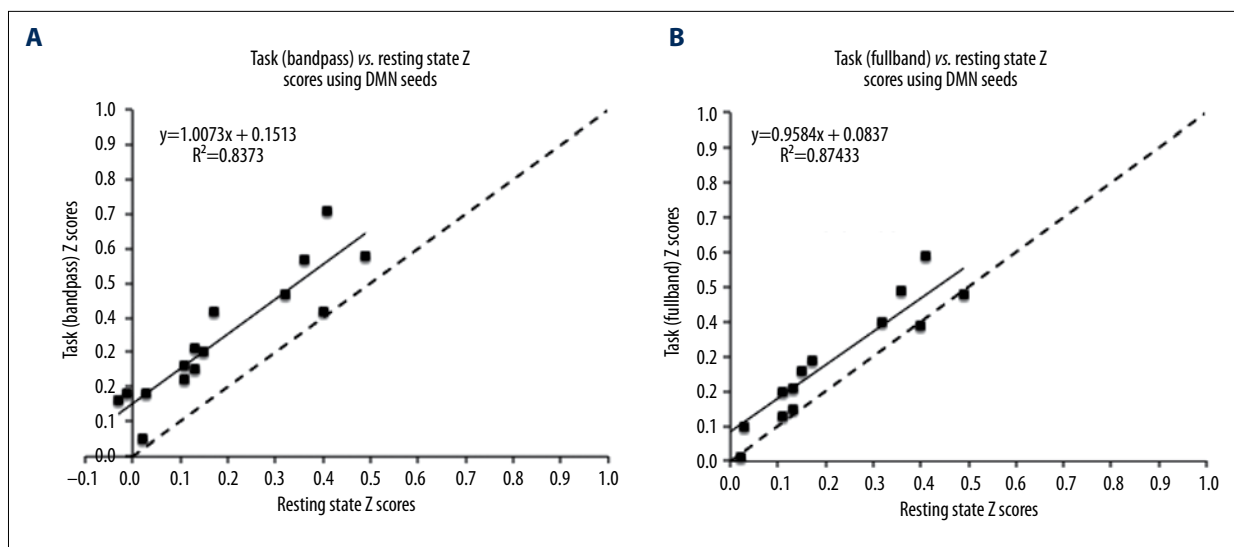 A
Task (bandpass) vs. resting state Z
scores using DMN seeds
y=1.0073x + 0.1513
R²=0.8373
1.0
0.9
0.8
0.7
0.6
0.5
0.4
0.2
0.2
0.1
0.0
Task (bandpass) Z scores
−0.1 0.0 0.1 0.2 0.3 0.4 0.5 0.6 0.7 0.8 0.9 1.0
Resting state Z scores
B
Task (fullband) vs. resting state Z
scores using DMN seeds
y=0.9584x + 0.0837
R²=0.87433
1.0
0.9
0.8
0.7
0.6
0.5
0.4
0.2
0.2
0.1
0.0
Task (fullband) Z scores
0.0 0.1 0.2 0.3 0.4 0.5 0.6 0.7 0.8 0.9 1.0
Resting state Z scores